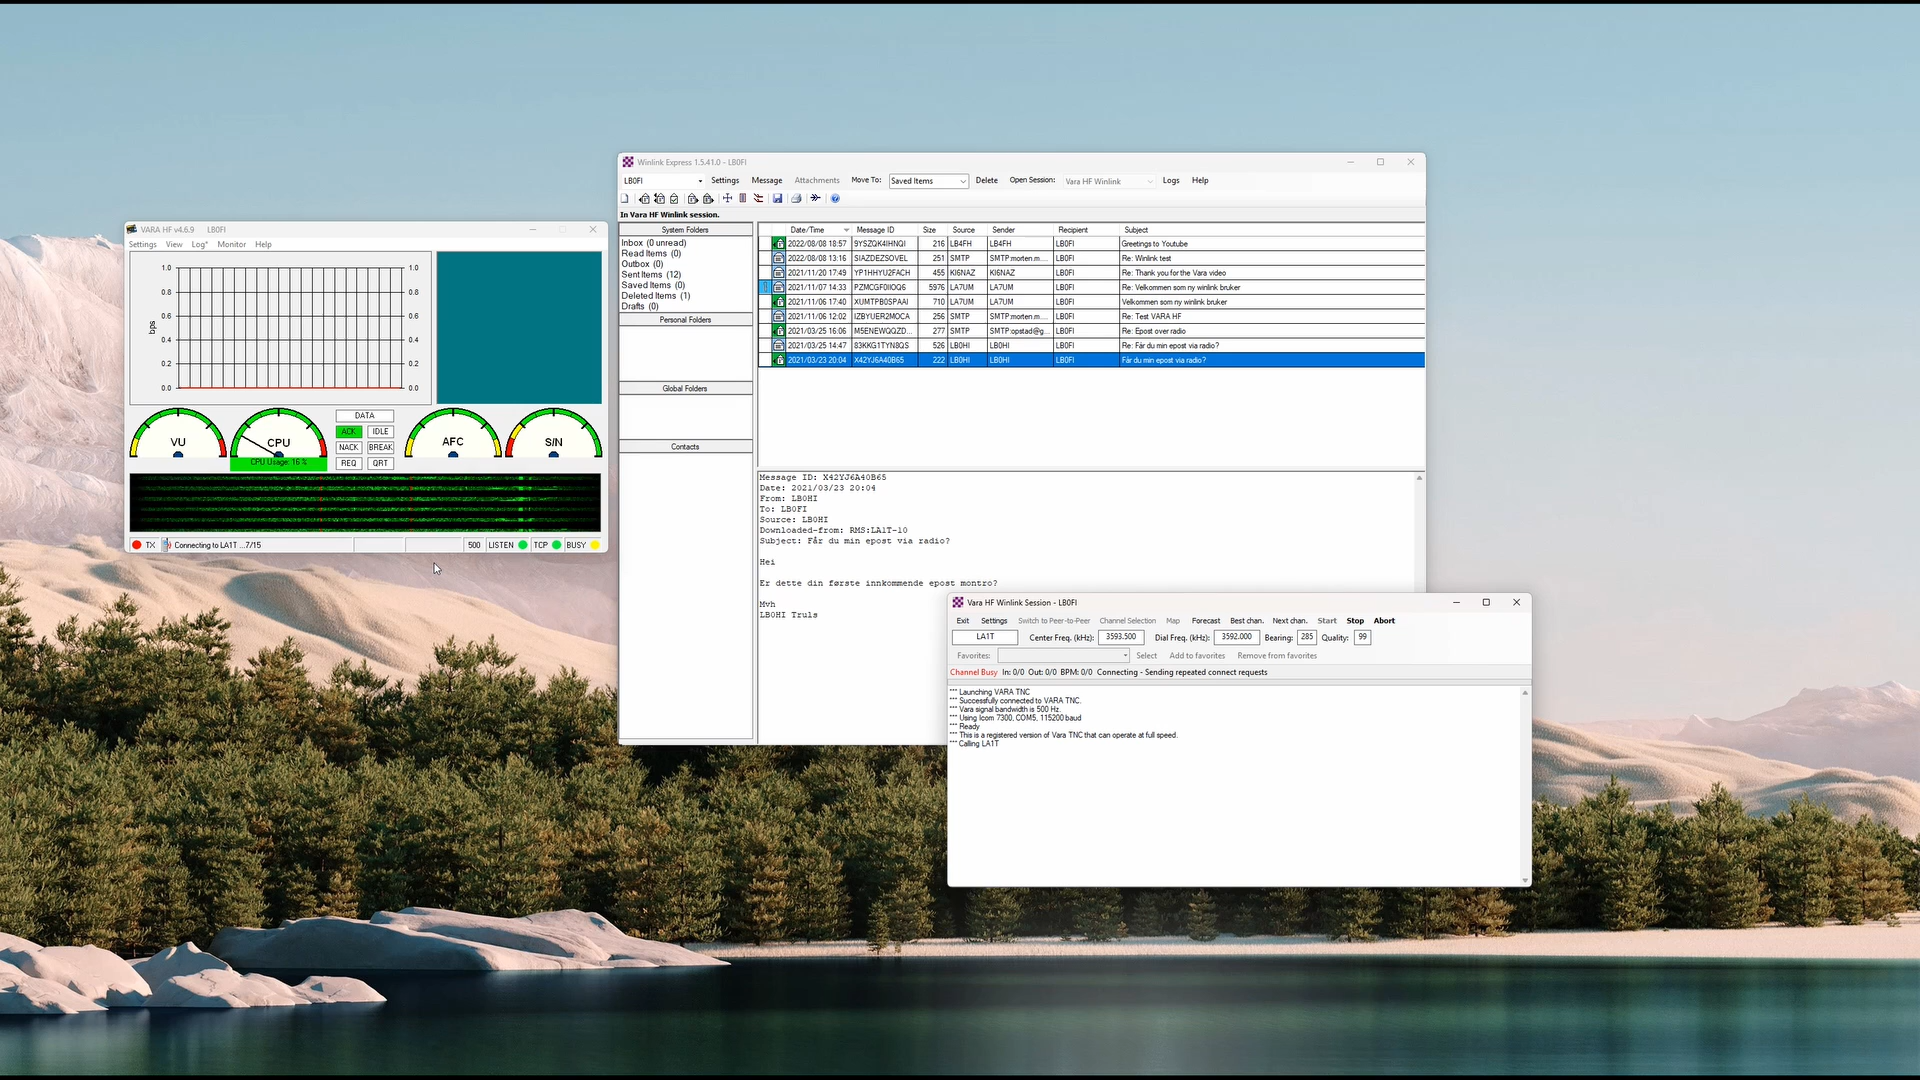 VARA HF v4.6.9 LB0FI
Settings View Log* Monitor Help
1.0 1.0
0.8 0.8
0.6 0.6
0.4 0.4
0.2 0.2
0.0 0.0
bps
VU
CPU
CPU Usage: 16 %
DATA
ACK IDLE
NACK BREAK
REQ QRT
AFC
S/N
TX Connecting to LA1T ...7/15 500 LISTEN TCP BUSY
Winlink Express 1.5.41.0 - LB0FI
LB0FI Settings Message Attachments Move To: Saved Items Delete Open Session: Vara HF Winlink Logs Help
In Vara HF Winlink session.
System Folders
Inbox (0 unread)
Read Items (0)
Outbox (0)
Sent Items (12)
Saved Items (0)
Deleted Items (1)
Drafts (0)
Personal Folders
Global Folders
Contacts
Date/Time Message ID Size Source Sender Recipient Subject
2022/08/08 18:57 9YSZQK4IHNQI 216 LB4FH LB4FH LB0FI Greetings to Youtube
2022/08/08 13:16 SIAZDEZSOVEL 251 SMTP SMTP:morten.m... LB0FI Re: Winlink test
2021/11/20 17:49 YP1HHYU2FACH 455 KI6NAZ KI6NAZ LB0FI Re: Thank you for the Vara video
2021/11/07 14:33 PZMCGF0IIOQ6 5976 LA7UM LA7UM LB0FI Re: Velkommen som ny winlink bruker
2021/11/06 17:40 XUMTPB0SPAAI 710 LA7UM LA7UM LB0FI Velkommen som ny winlink bruker
2021/11/06 12:02 IZBYUER2MOCA 256 SMTP SMTP:morten.m... LB0FI Re: Test VARA HF
2021/03/25 16:06 M5ENEWQQZD... 277 SMTP SMTP:opstad@g... LB0FI Re: Epost over radio
2021/03/25 14:47 83KKG1TYN8QS 526 LB0HI LB0HI LB0FI Re: Får du min epost via radio?
2021/03/23 20:04 X42YJ6A40B65 222 LB0HI LB0HI LB0FI Får du min epost via radio?
Message ID: X42YJ6A40B65
Date: 2021/03/23 20:04
From: LB0HI
To: LB0FI
Source: LB0HI
Downloaded-from: RMS:LA1T-10
Subject: Får du min epost via radio?
Hei
Er dette din første innkommende epost montro?
Mvh
LB0HI Truls
Vara HF Winlink Session - LB0FI
Exit Settings Switch to Peer-to-Peer Channel Selection Map Forecast Best chan. Next chan. Start Stop Abort
LA1T Center Freq. (kHz): 3593.500 Dial Freq. (kHz): 3592.000 Bearing: 285 Quality: 99
Favorites: Select Add to favorites Remove from favorites
Channel Busy In: 0/0 Out: 0/0 BPM: 0/0 Connecting - Sending repeated connect requests
*** Launching VARA TNC
*** Successfully connected to VARA TNC.
*** Vara signal bandwidth is 500 Hz.
*** Using Icom 7300, COM5, 115200 baud
*** Ready
*** This is a registered version of Vara TNC that can operate at full speed.
*** Calling LA1T